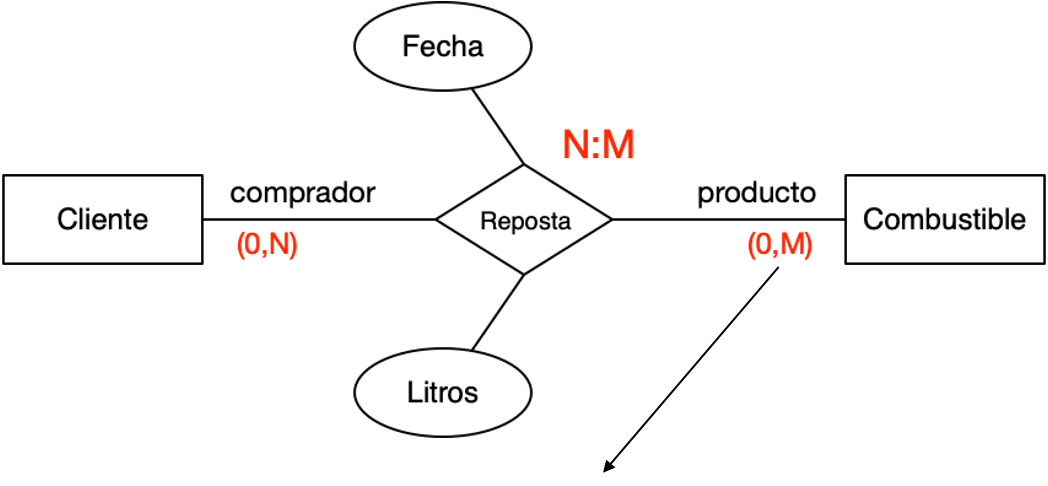 Fecha
N:M
comprador
producto
Cliente
Reposta
Combustible
(0,N)
(0,M)
Litros